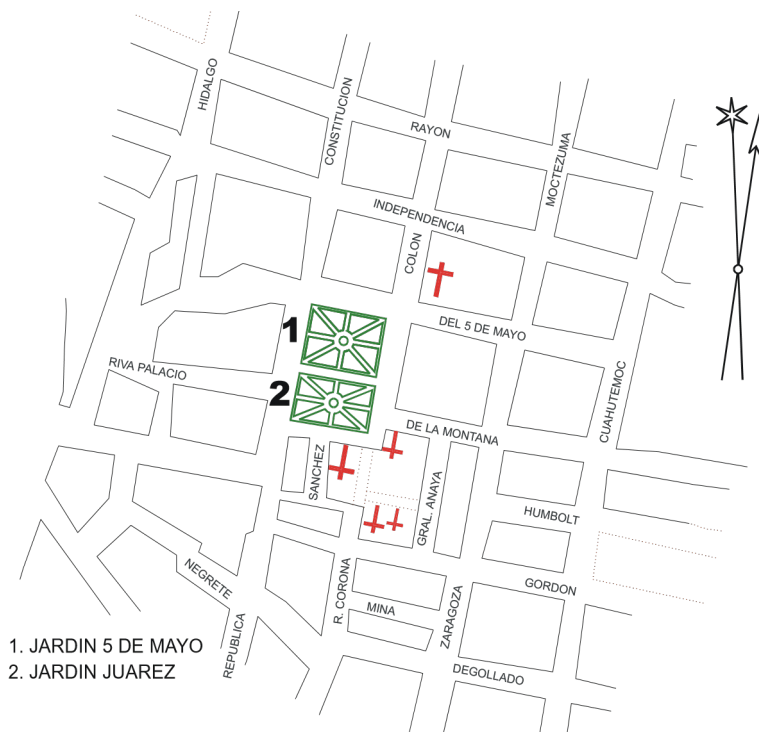 HIDALGO
CONSTITUCION
RAYON
MOCTEZUMA
INDEPENDENCIA
COLON
DEL 5 DE MAYO
1
RIVA PALACIO
2
CUAHUTEMOC
DE LA MONTANA
SANCHEZ
GRAL. ANAYA
HUMBOLT
NEGRETE
R. CORONA
GORDON
MINA
ZARAGOZA
REPUBLICA
DEGOLLADO
1. JARDIN 5 DE MAYO
2. JARDIN JUAREZ